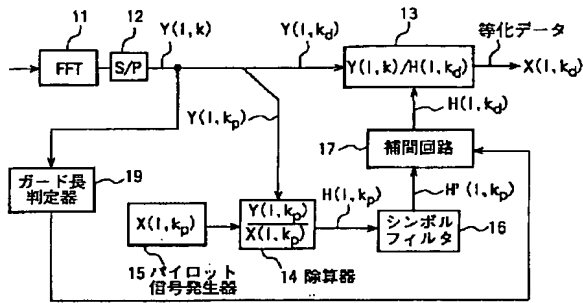 11
12
FFT
S/P
Y(l,k)
Y(l,kd)
13
Y(l,k)/H(l,kd)
等化データ
X(l,kd)
Y(l,kp)
H(l,kd)
17
補間回路
ガード長
判定器
19
X(l,kp)
Y(l,kp)
X(l,kp)
H(l,kp)
H'(l,kp)
シンボル
フィルタ
16
15 パイロット
信号発生器
14 除算器